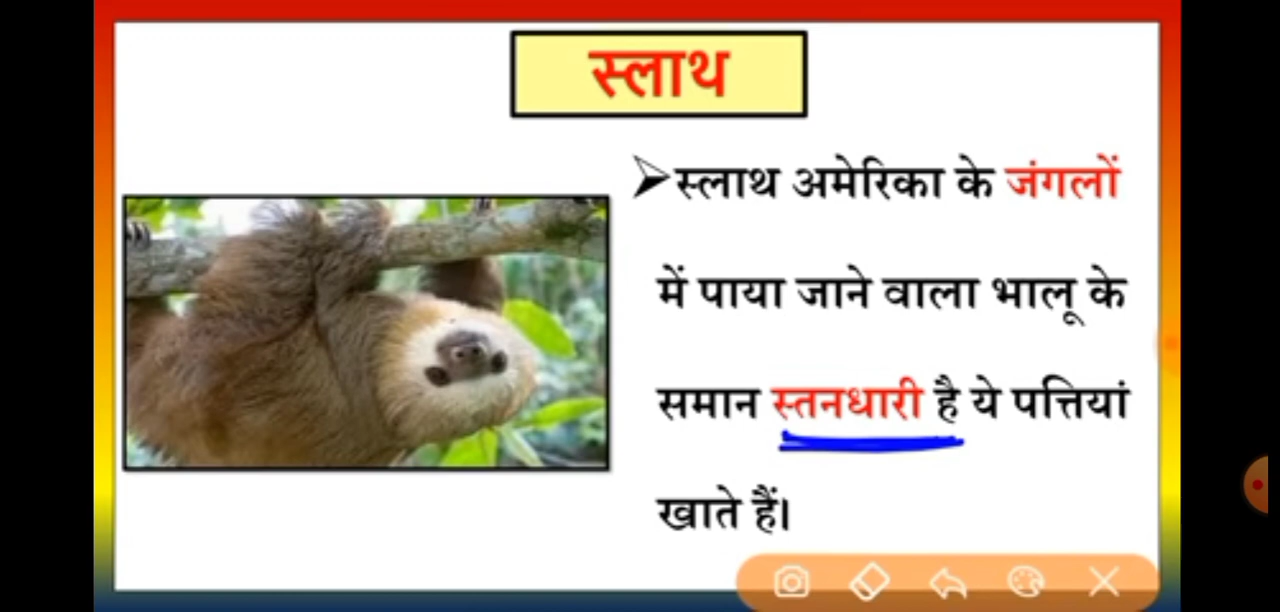 स्लाथ
➢स्लाथ अमेरिका के जंगलों
में पाया जाने वाला भालू के
समान स्तनधारी है ये पत्तियां
खाते हैं।